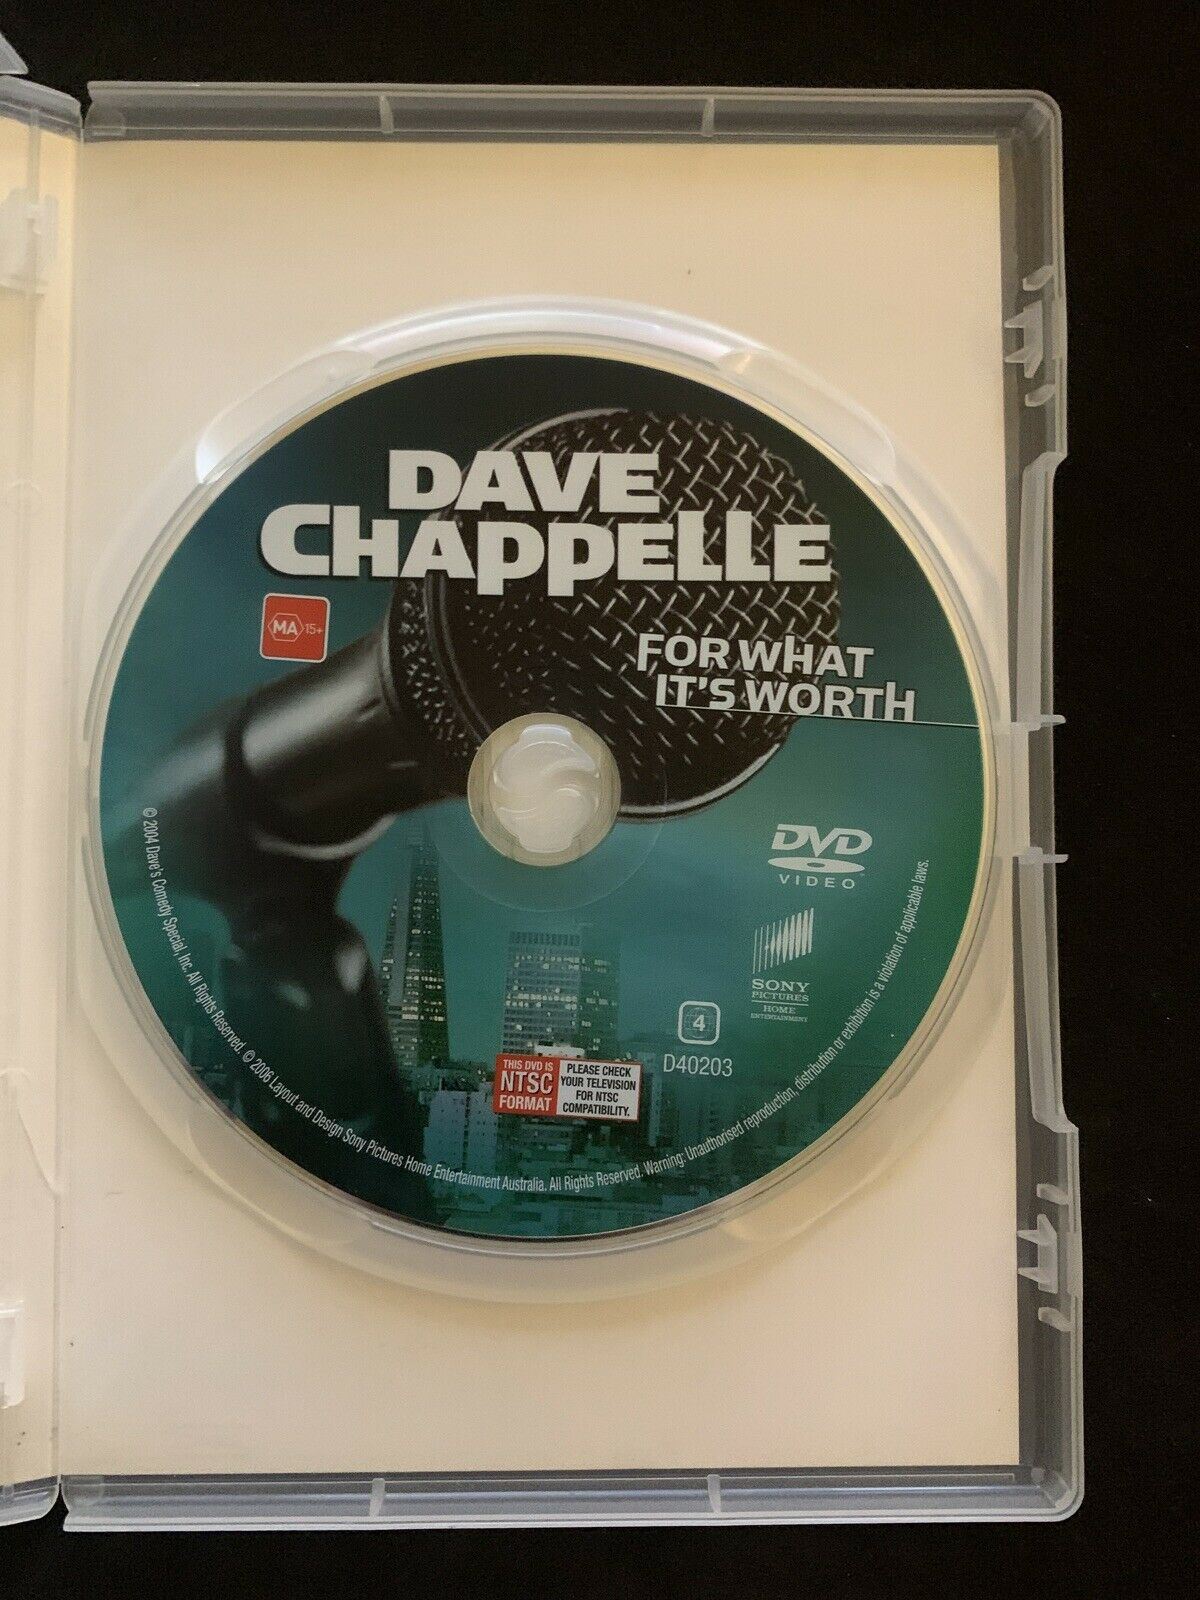 DAVE
CHAPPELLE
MA 15+
FOR WHAT
IT'S WORTH
DVD
VIDEO
SONY
PICTURES
HOME
ENTERTAINMENT
4
D40203
THIS DVD IS
NTSC
FORMAT
PLEASE CHECK
YOUR TELEVISION
FOR NTSC
COMPATIBILITY.
© 2004 Dave's Comedy Special, Inc. All Rights Reserved. © 2006 Layout and Design Sony Pictures Home Entertainment Australia. All Rights Reserved. Warning: Unauthorised reproduction, distribution or exhibition is a violation of applicable laws.